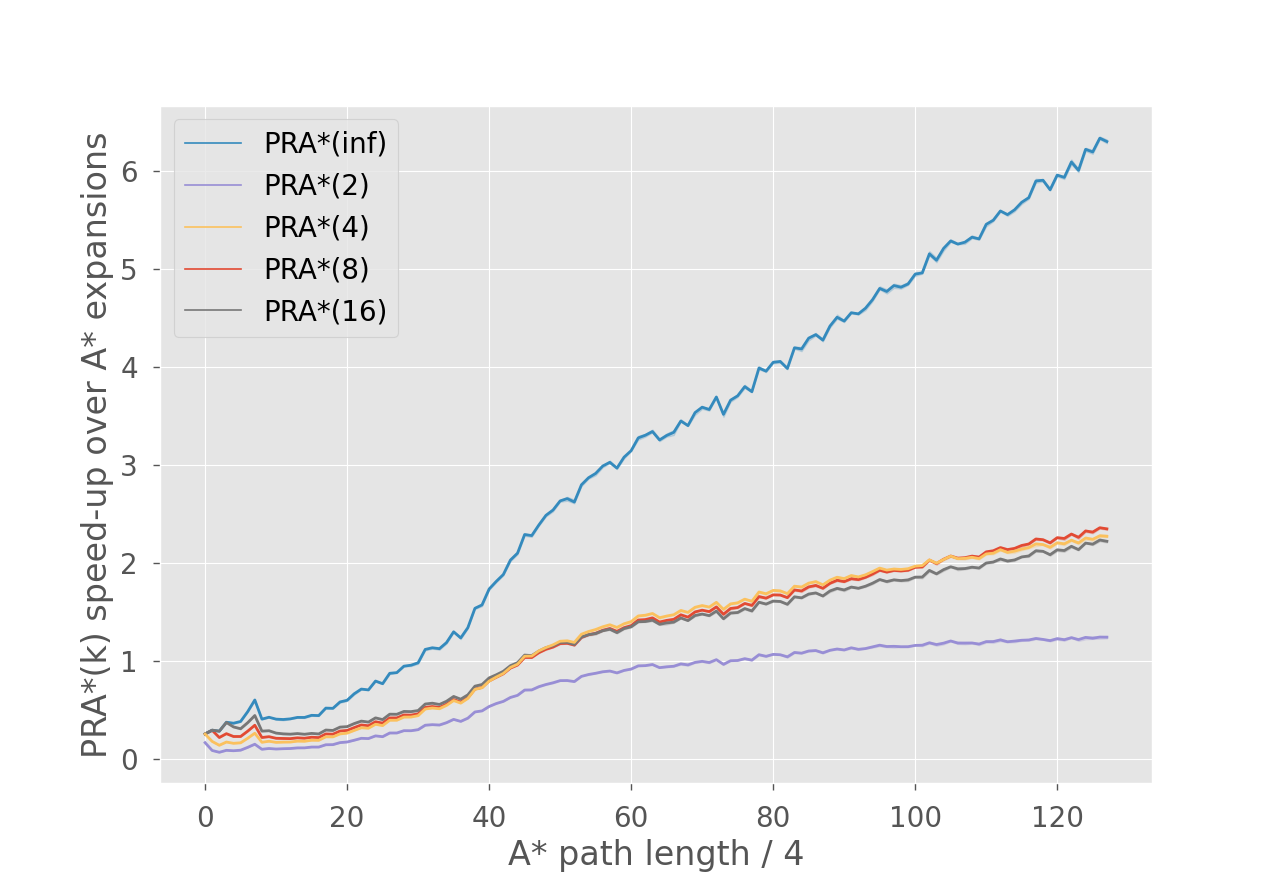 PRA*(k) speed-up over A* expansions
PRA*(inf)
PRA*(2)
PRA*(4)
PRA*(8)
PRA*(16)
6
5
4
3
2
1
0
0 20 40 60 80 100 120
A* path length / 4